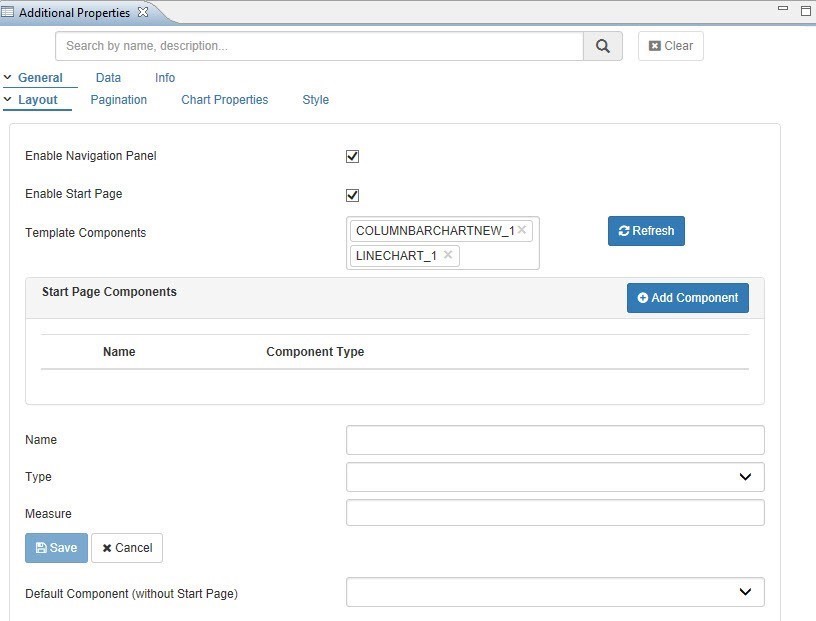 Additional Properties
Search by name, description...
Clear
General Data Info
Layout Pagination Chart Properties Style
Enable Navigation Panel
Enable Start Page
Template Components
COLUMNBARCHARTNEW_1
Refresh
LINECHART_1
Start Page Components
Add Component
Name Component Type
Name
Type
Measure
Save Cancel
Default Component (without Start Page)